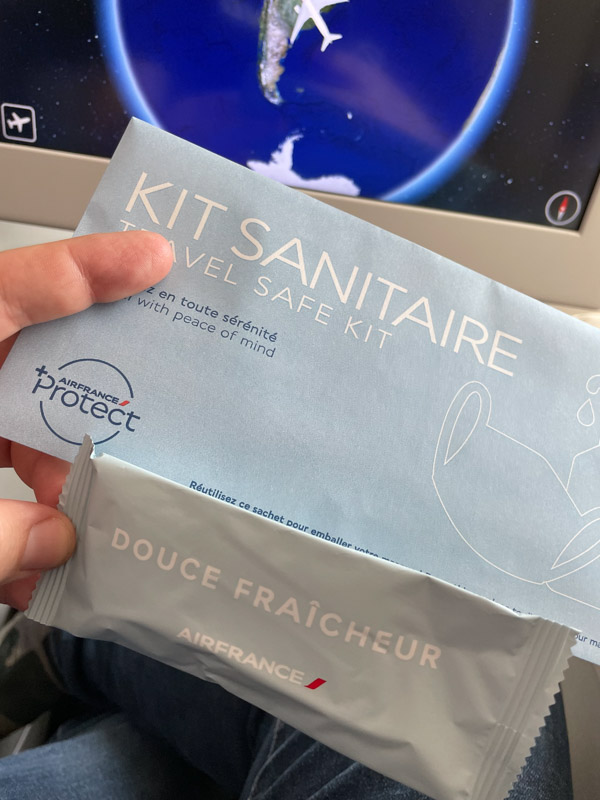 KIT SANITAIRE
TRAVEL SAFE KIT
en toute sérénité
with peace of mind
AIRFRANCE
protect
Réutilisez ce sachet pour emballer votre
DOUCE FRAÎCHEUR
AIRFRANCE